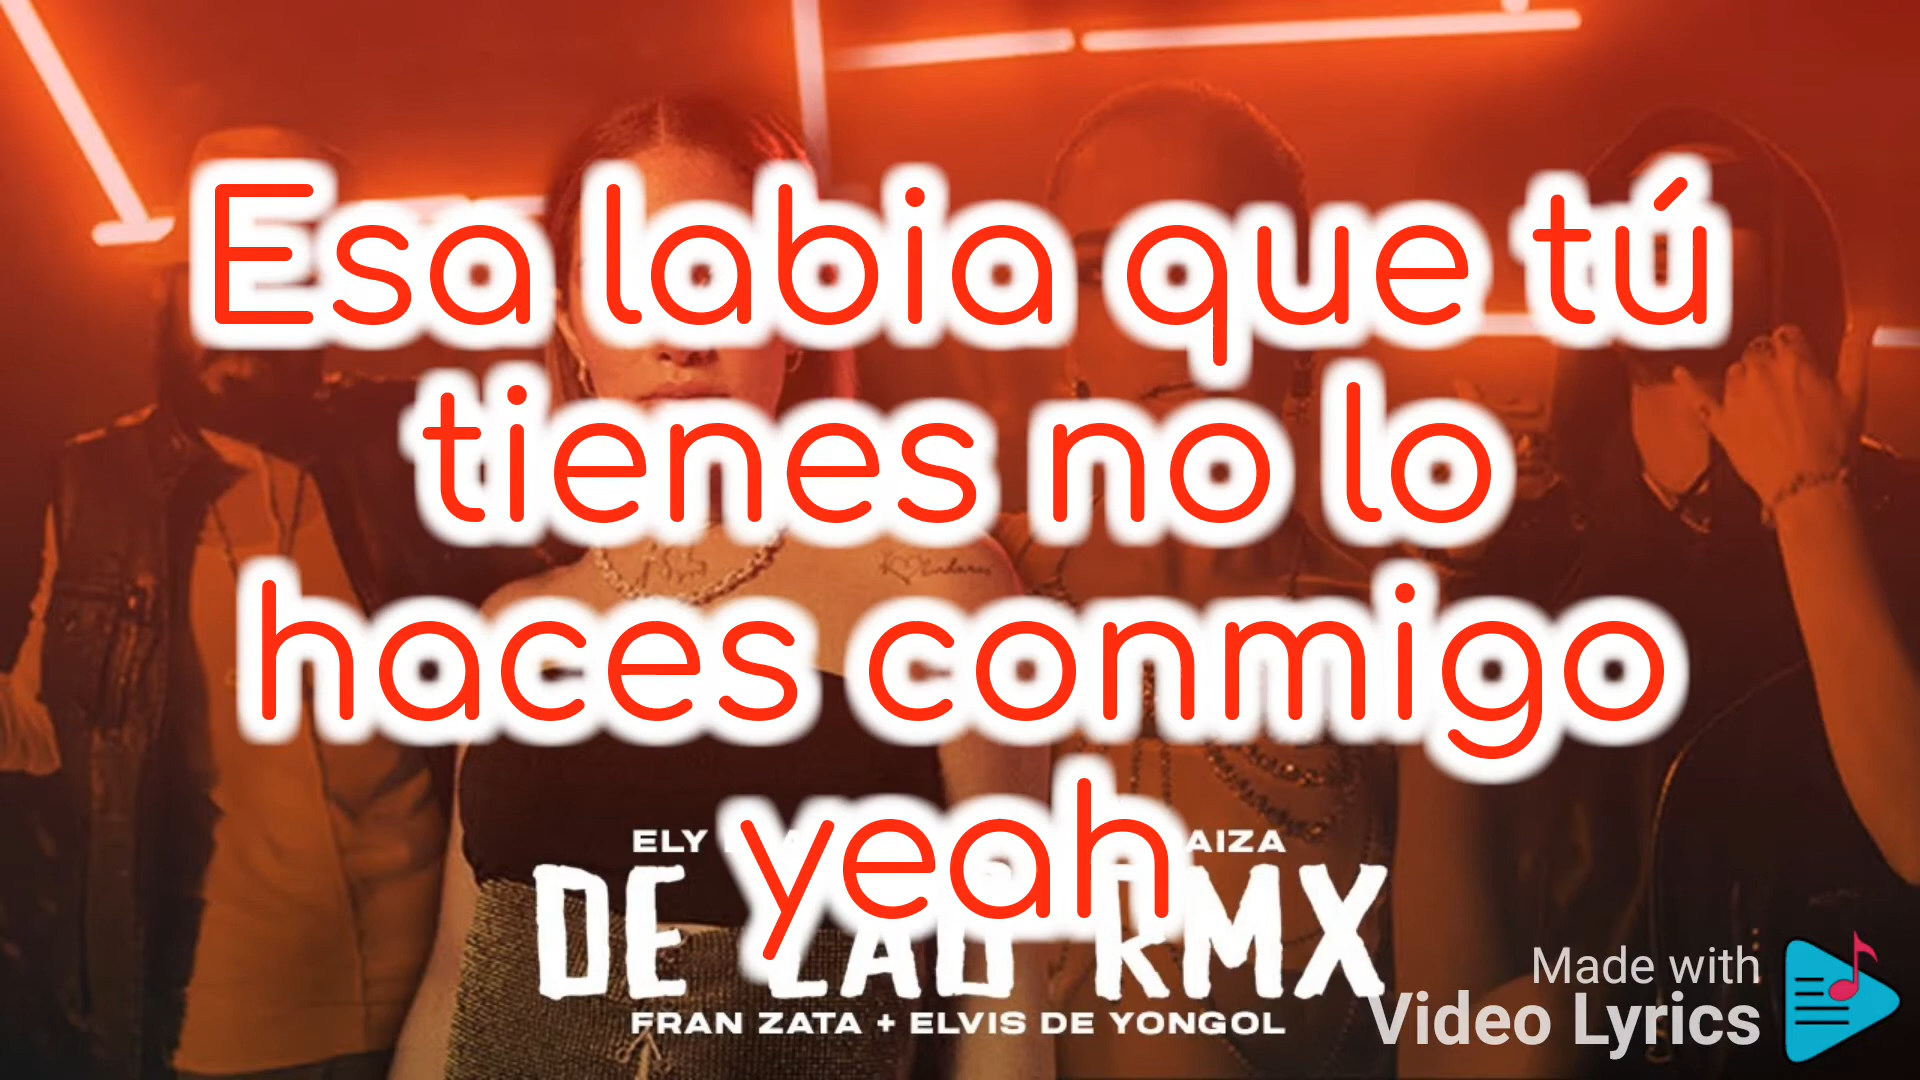 Esa labia que tú
tienes no lo
haces conmigo
yeah
ELY AIZA
DE LAO RMX
FRAN ZATA + ELVIS DE YONGOL
Made with
Video Lyrics